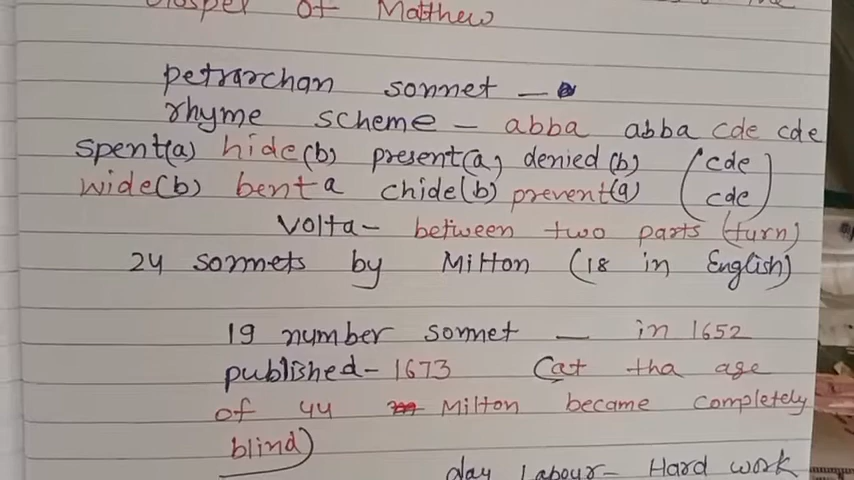 Gospel of Matthew
petrarchan sonnet —
rhyme scheme – abba abba cde cde
spent(a) hide(b) present(a) denied(b) (cde
wide(b) bent a chide(b) prevent(a) cde)
Volta – between two parts (turn)
24 sonnets by Milton (18 in English)
19 number sonnet — in 1652
published – 1673 (at tha age
of 44 Milton became completely
blind)
day Labour – Hard work